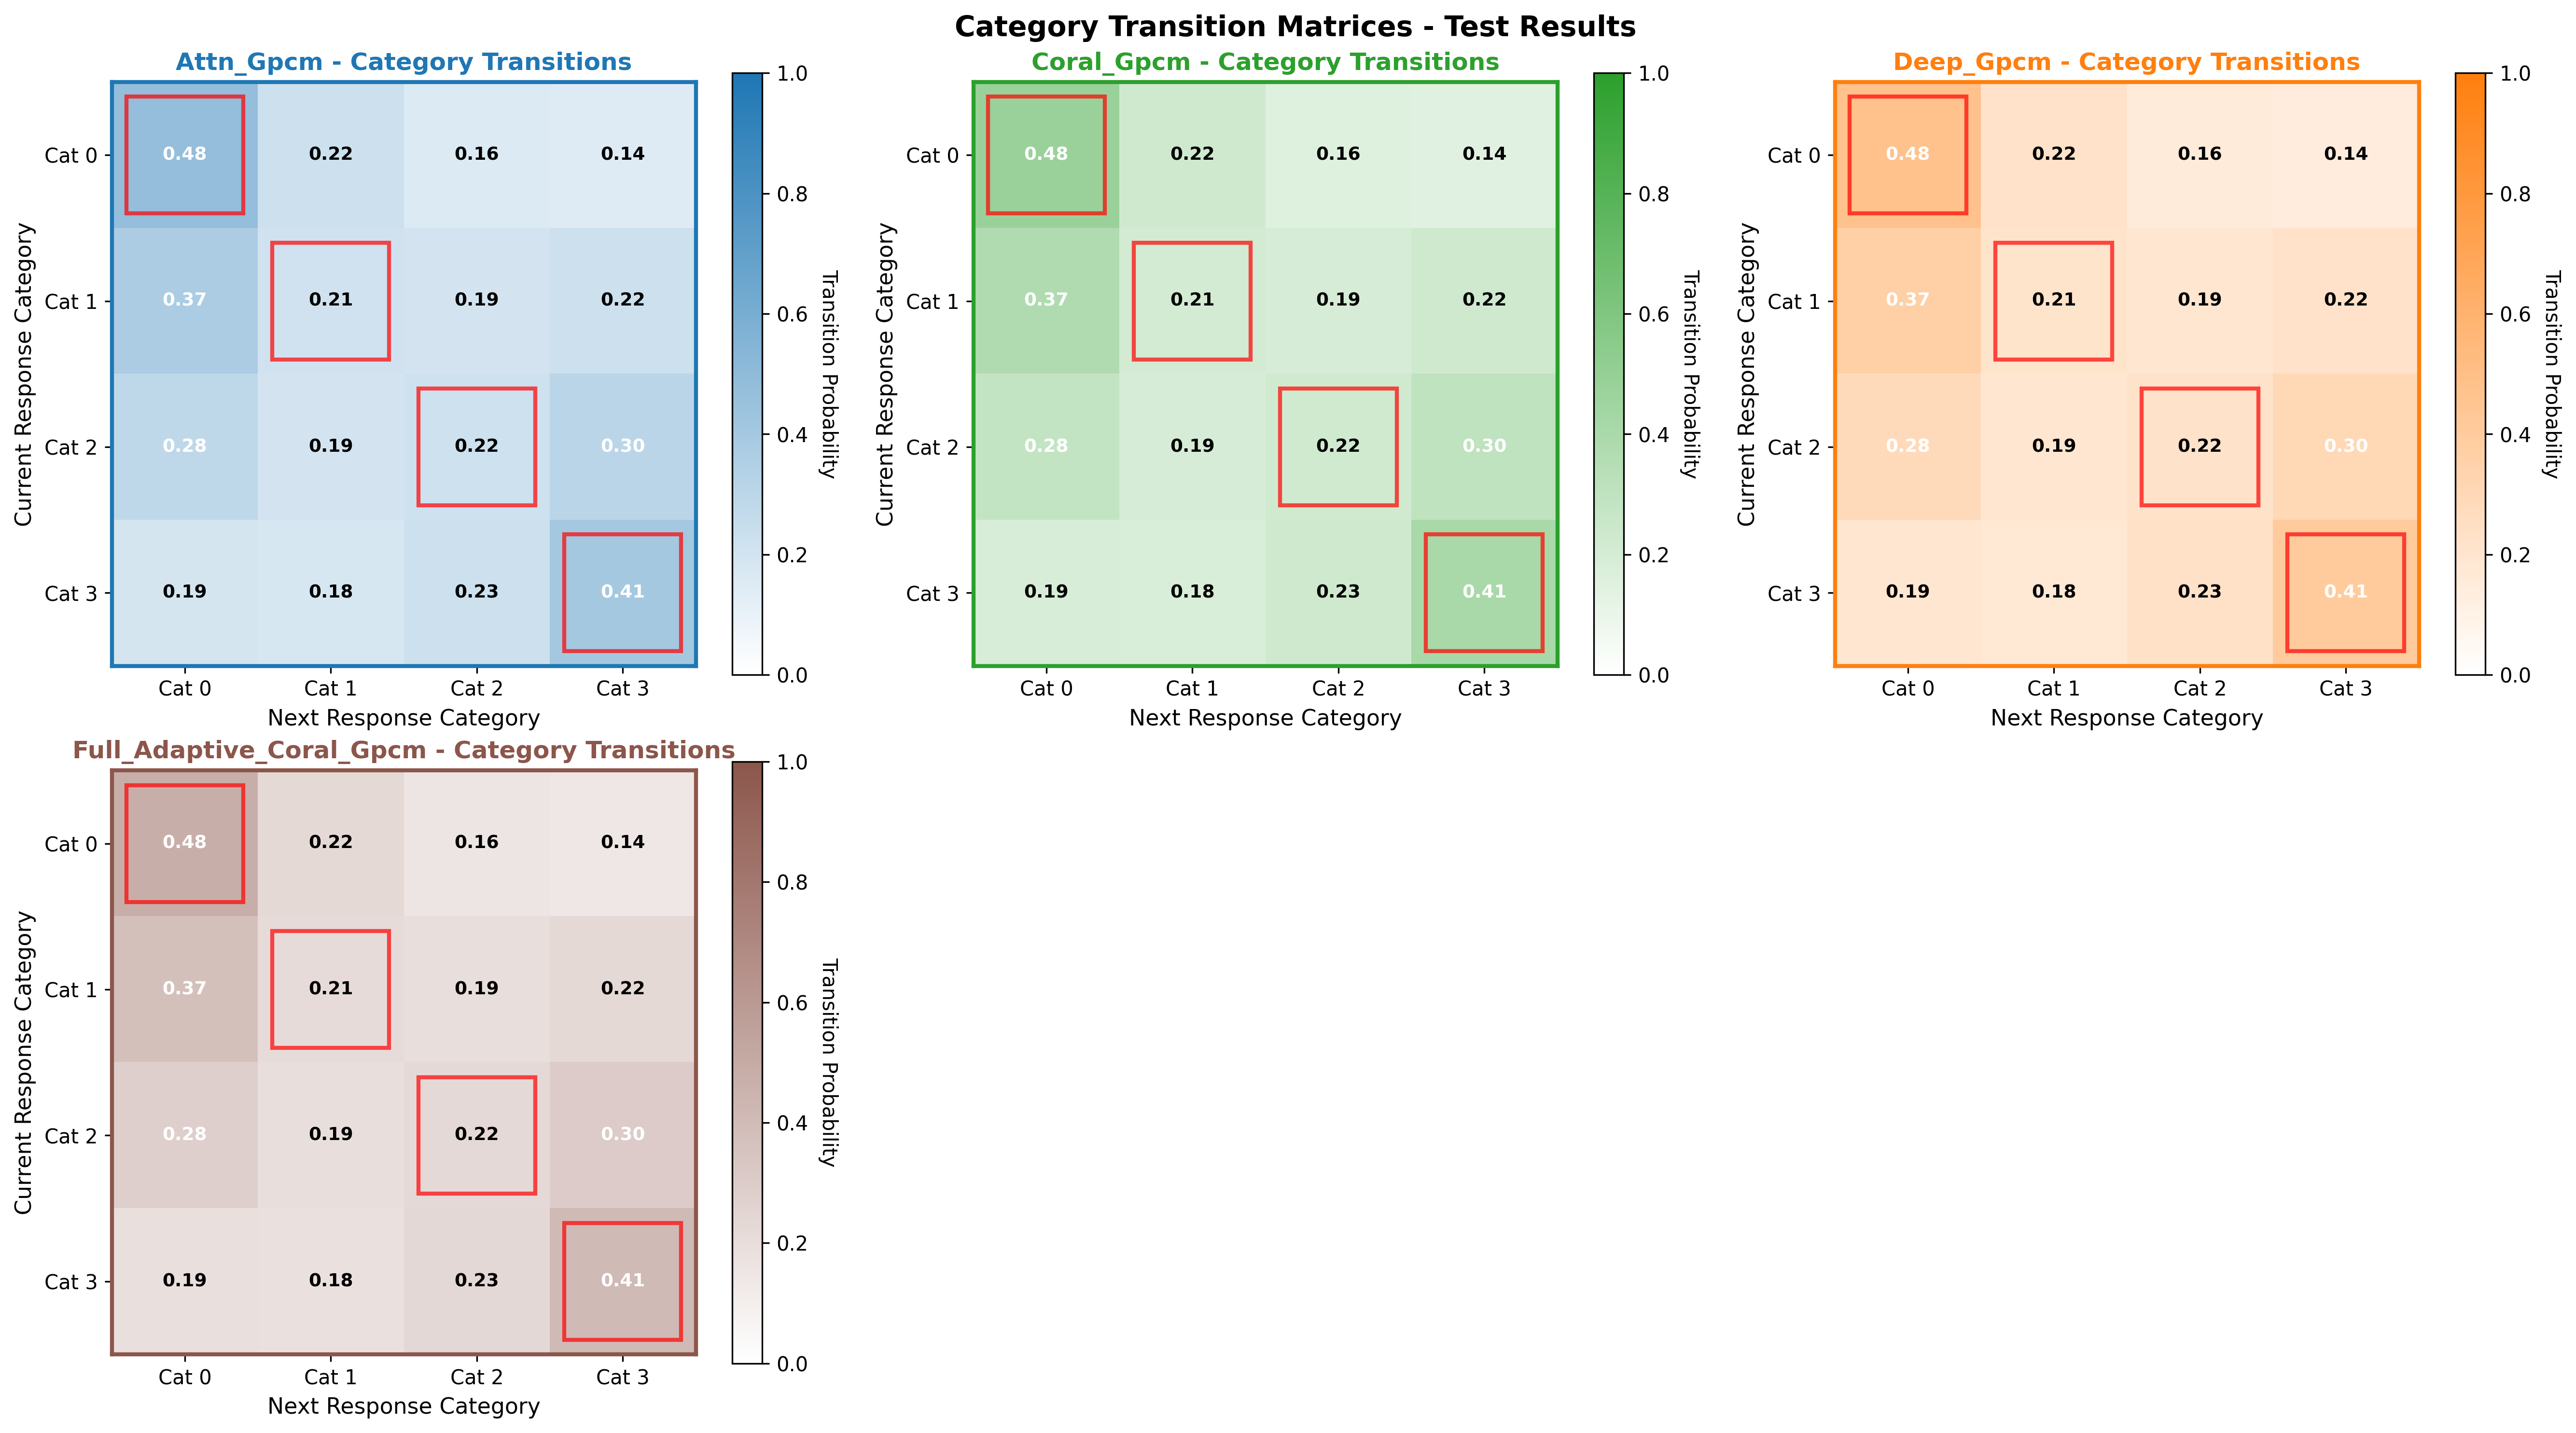 Category Transition Matrices - Test Results
Attn_Gpcm - Category Transitions
Current Response Category
Cat 0 0.48 0.22 0.16 0.14
Cat 1 0.37 0.21 0.19 0.22
Cat 2 0.28 0.19 0.22 0.30
Cat 3 0.19 0.18 0.23 0.41
Cat 0 Cat 1 Cat 2 Cat 3
Next Response Category
1.0
0.8
0.6
0.4
0.2
0.0
Transition Probability
Coral_Gpcm - Category Transitions
Current Response Category
Cat 0 0.48 0.22 0.16 0.14
Cat 1 0.37 0.21 0.19 0.22
Cat 2 0.28 0.19 0.22 0.30
Cat 3 0.19 0.18 0.23 0.41
Cat 0 Cat 1 Cat 2 Cat 3
Next Response Category
1.0
0.8
0.6
0.4
0.2
0.0
Transition Probability
Deep_Gpcm - Category Transitions
Current Response Category
Cat 0 0.48 0.22 0.16 0.14
Cat 1 0.37 0.21 0.19 0.22
Cat 2 0.28 0.19 0.22 0.30
Cat 3 0.19 0.18 0.23 0.41
Cat 0 Cat 1 Cat 2 Cat 3
Next Response Category
1.0
0.8
0.6
0.4
0.2
0.0
Transition Probability
Full_Adaptive_Coral_Gpcm - Category Transitions
Current Response Category
Cat 0 0.48 0.22 0.16 0.14
Cat 1 0.37 0.21 0.19 0.22
Cat 2 0.28 0.19 0.22 0.30
Cat 3 0.19 0.18 0.23 0.41
Cat 0 Cat 1 Cat 2 Cat 3
Next Response Category
1.0
0.8
0.6
0.4
0.2
0.0
Transition Probability